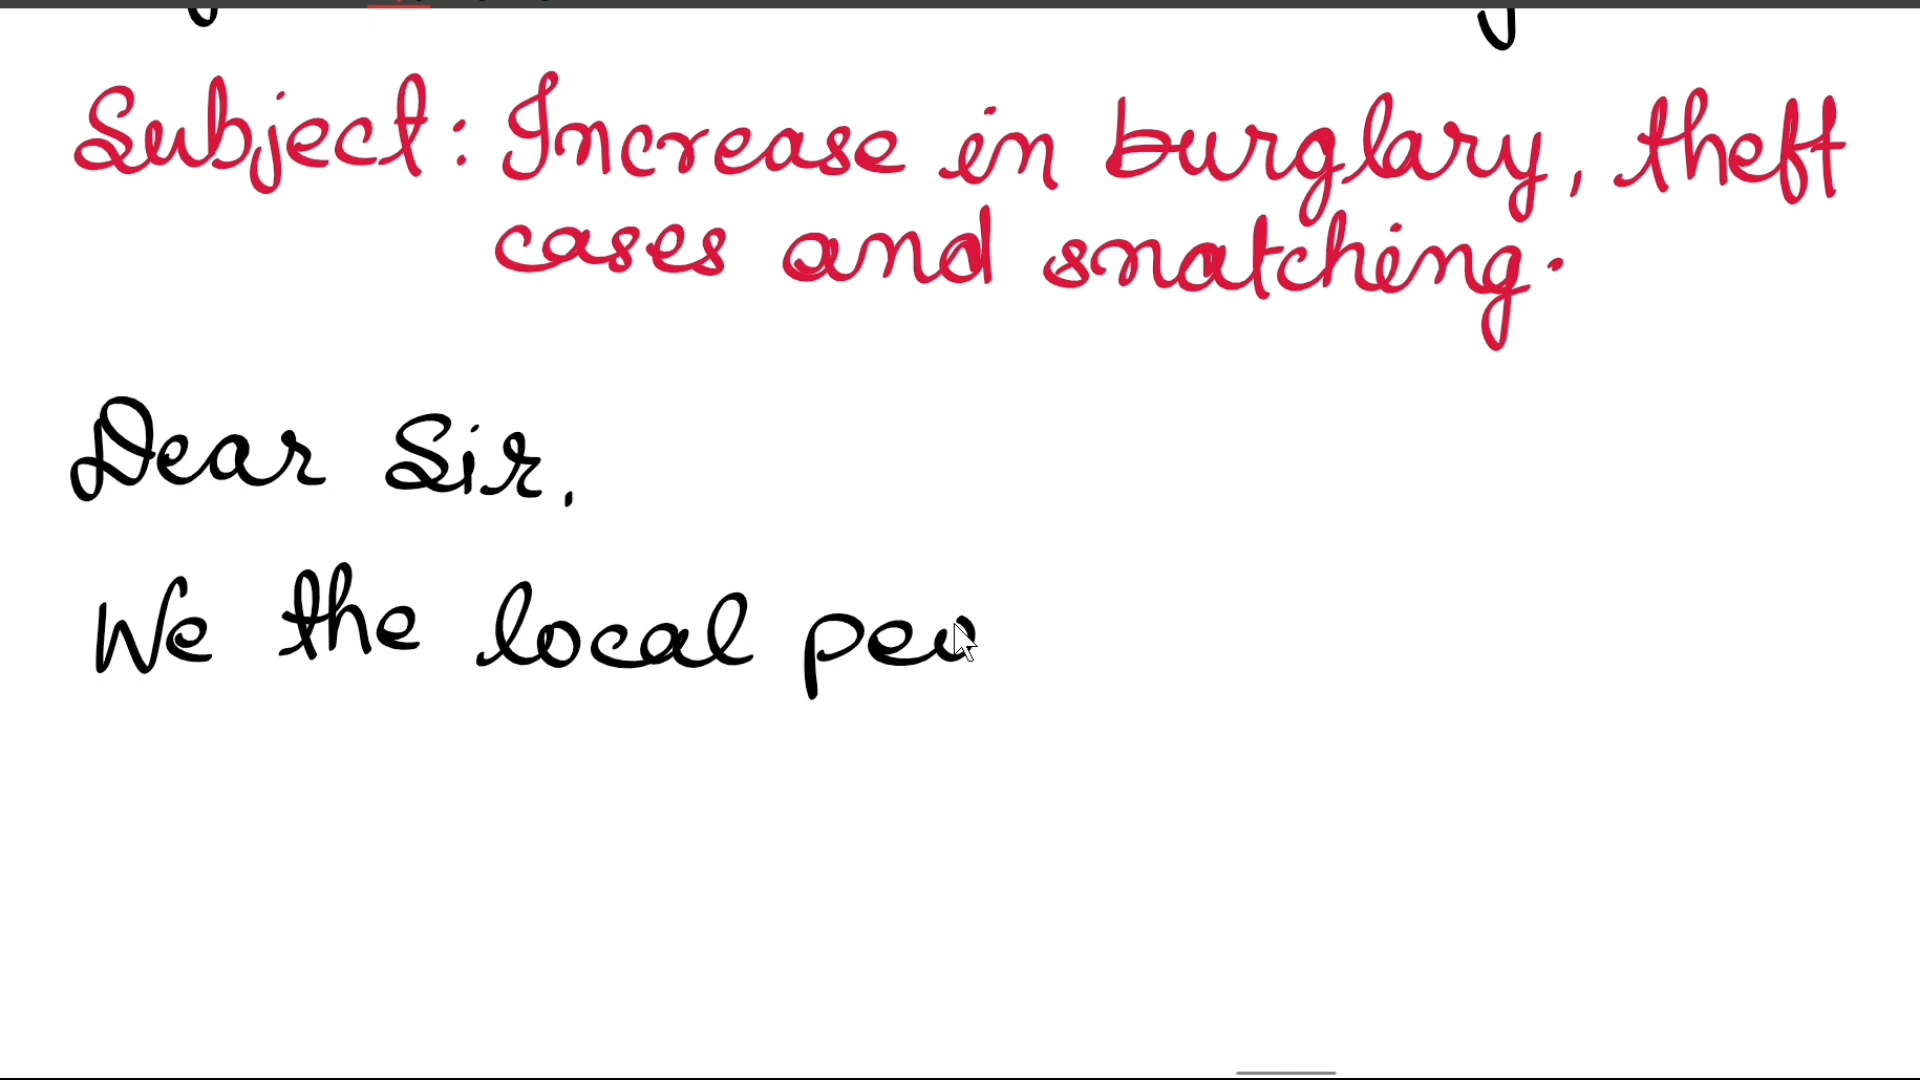 Subject: Increase in burglary, theft
cases and snatching.
Dear Sir,
We the local peo